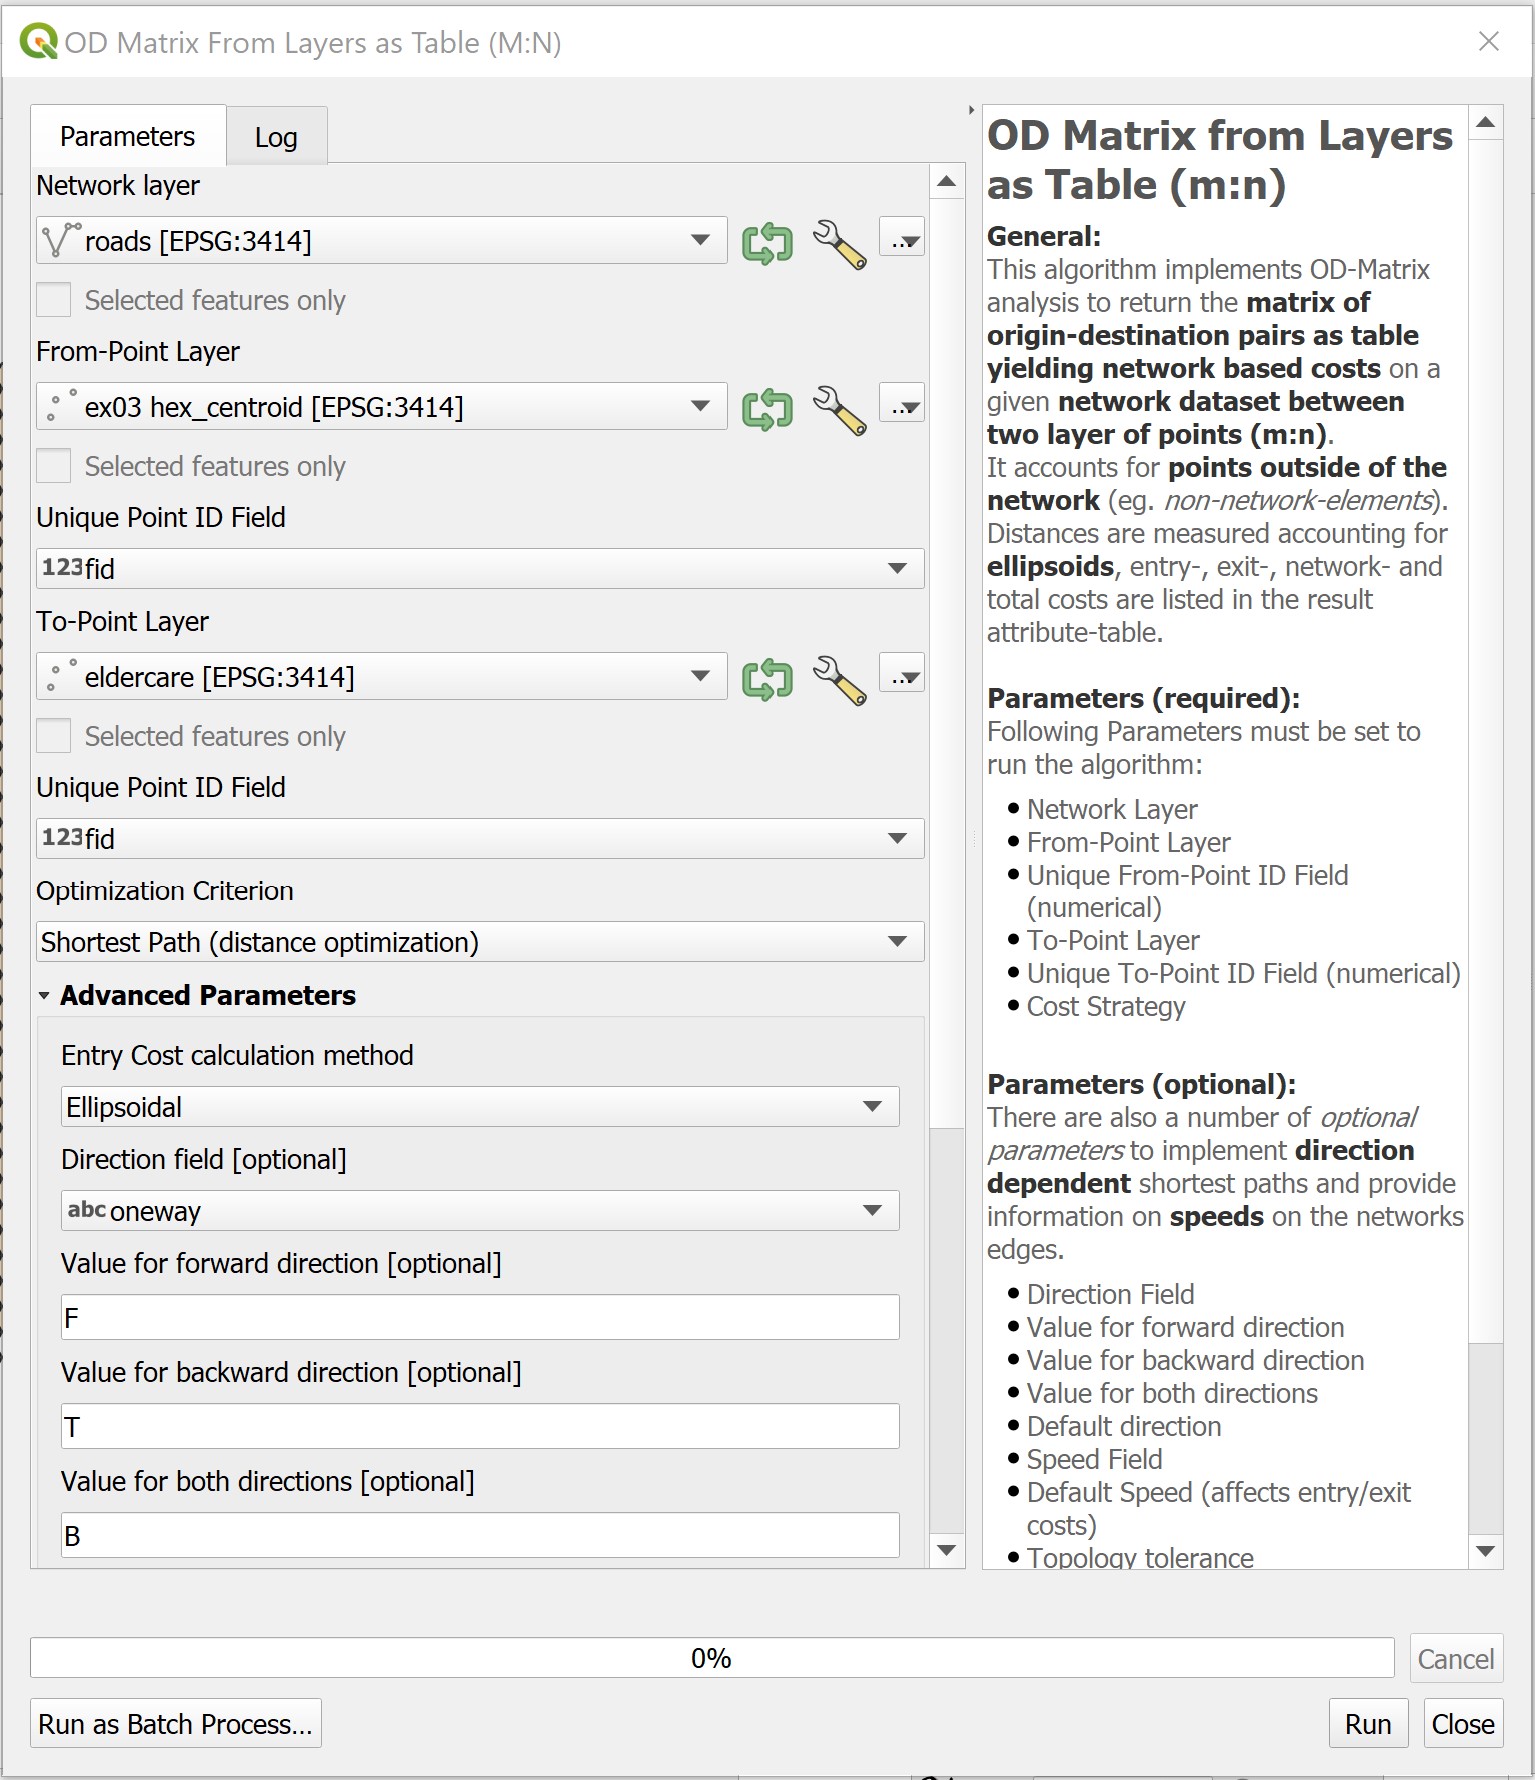 OD Matrix From Layers as Table (M:N)
Parameters
Log
Network layer
roads [EPSG:3414]
...
Selected features only
From-Point Layer
ex03 hex_centroid [EPSG:3414]
...
Selected features only
Unique Point ID Field
123 fid
To-Point Layer
eldercare [EPSG:3414]
...
Selected features only
Unique Point ID Field
123 fid
Optimization Criterion
Shortest Path (distance optimization)
Advanced Parameters
Entry Cost calculation method
Ellipsoidal
Direction field [optional]
abc oneway
Value for forward direction [optional]
F
Value for backward direction [optional]
T
Value for both directions [optional]
B
OD Matrix from Layers
as Table (m:n)
General:
This algorithm implements OD-Matrix
analysis to return the matrix of
origin-destination pairs as table
yielding network based costs on a
given network dataset between
two layer of points (m:n).
It accounts for points outside of the
network (eg. non-network-elements).
Distances are measured accounting for
ellipsoids, entry-, exit-, network- and
total costs are listed in the result
attribute-table.
Parameters (required):
Following Parameters must be set to
run the algorithm:
• Network Layer
• From-Point Layer
• Unique From-Point ID Field
(numerical)
• To-Point Layer
• Unique To-Point ID Field (numerical)
• Cost Strategy
Parameters (optional):
There are also a number of optional
parameters to implement direction
dependent shortest paths and provide
information on speeds on the networks
edges.
• Direction Field
• Value for forward direction
• Value for backward direction
• Value for both directions
• Default direction
• Speed Field
• Default Speed (affects entry/exit
costs)
• Topology tolerance
0%
Cancel
Run as Batch Process...
Run
Close